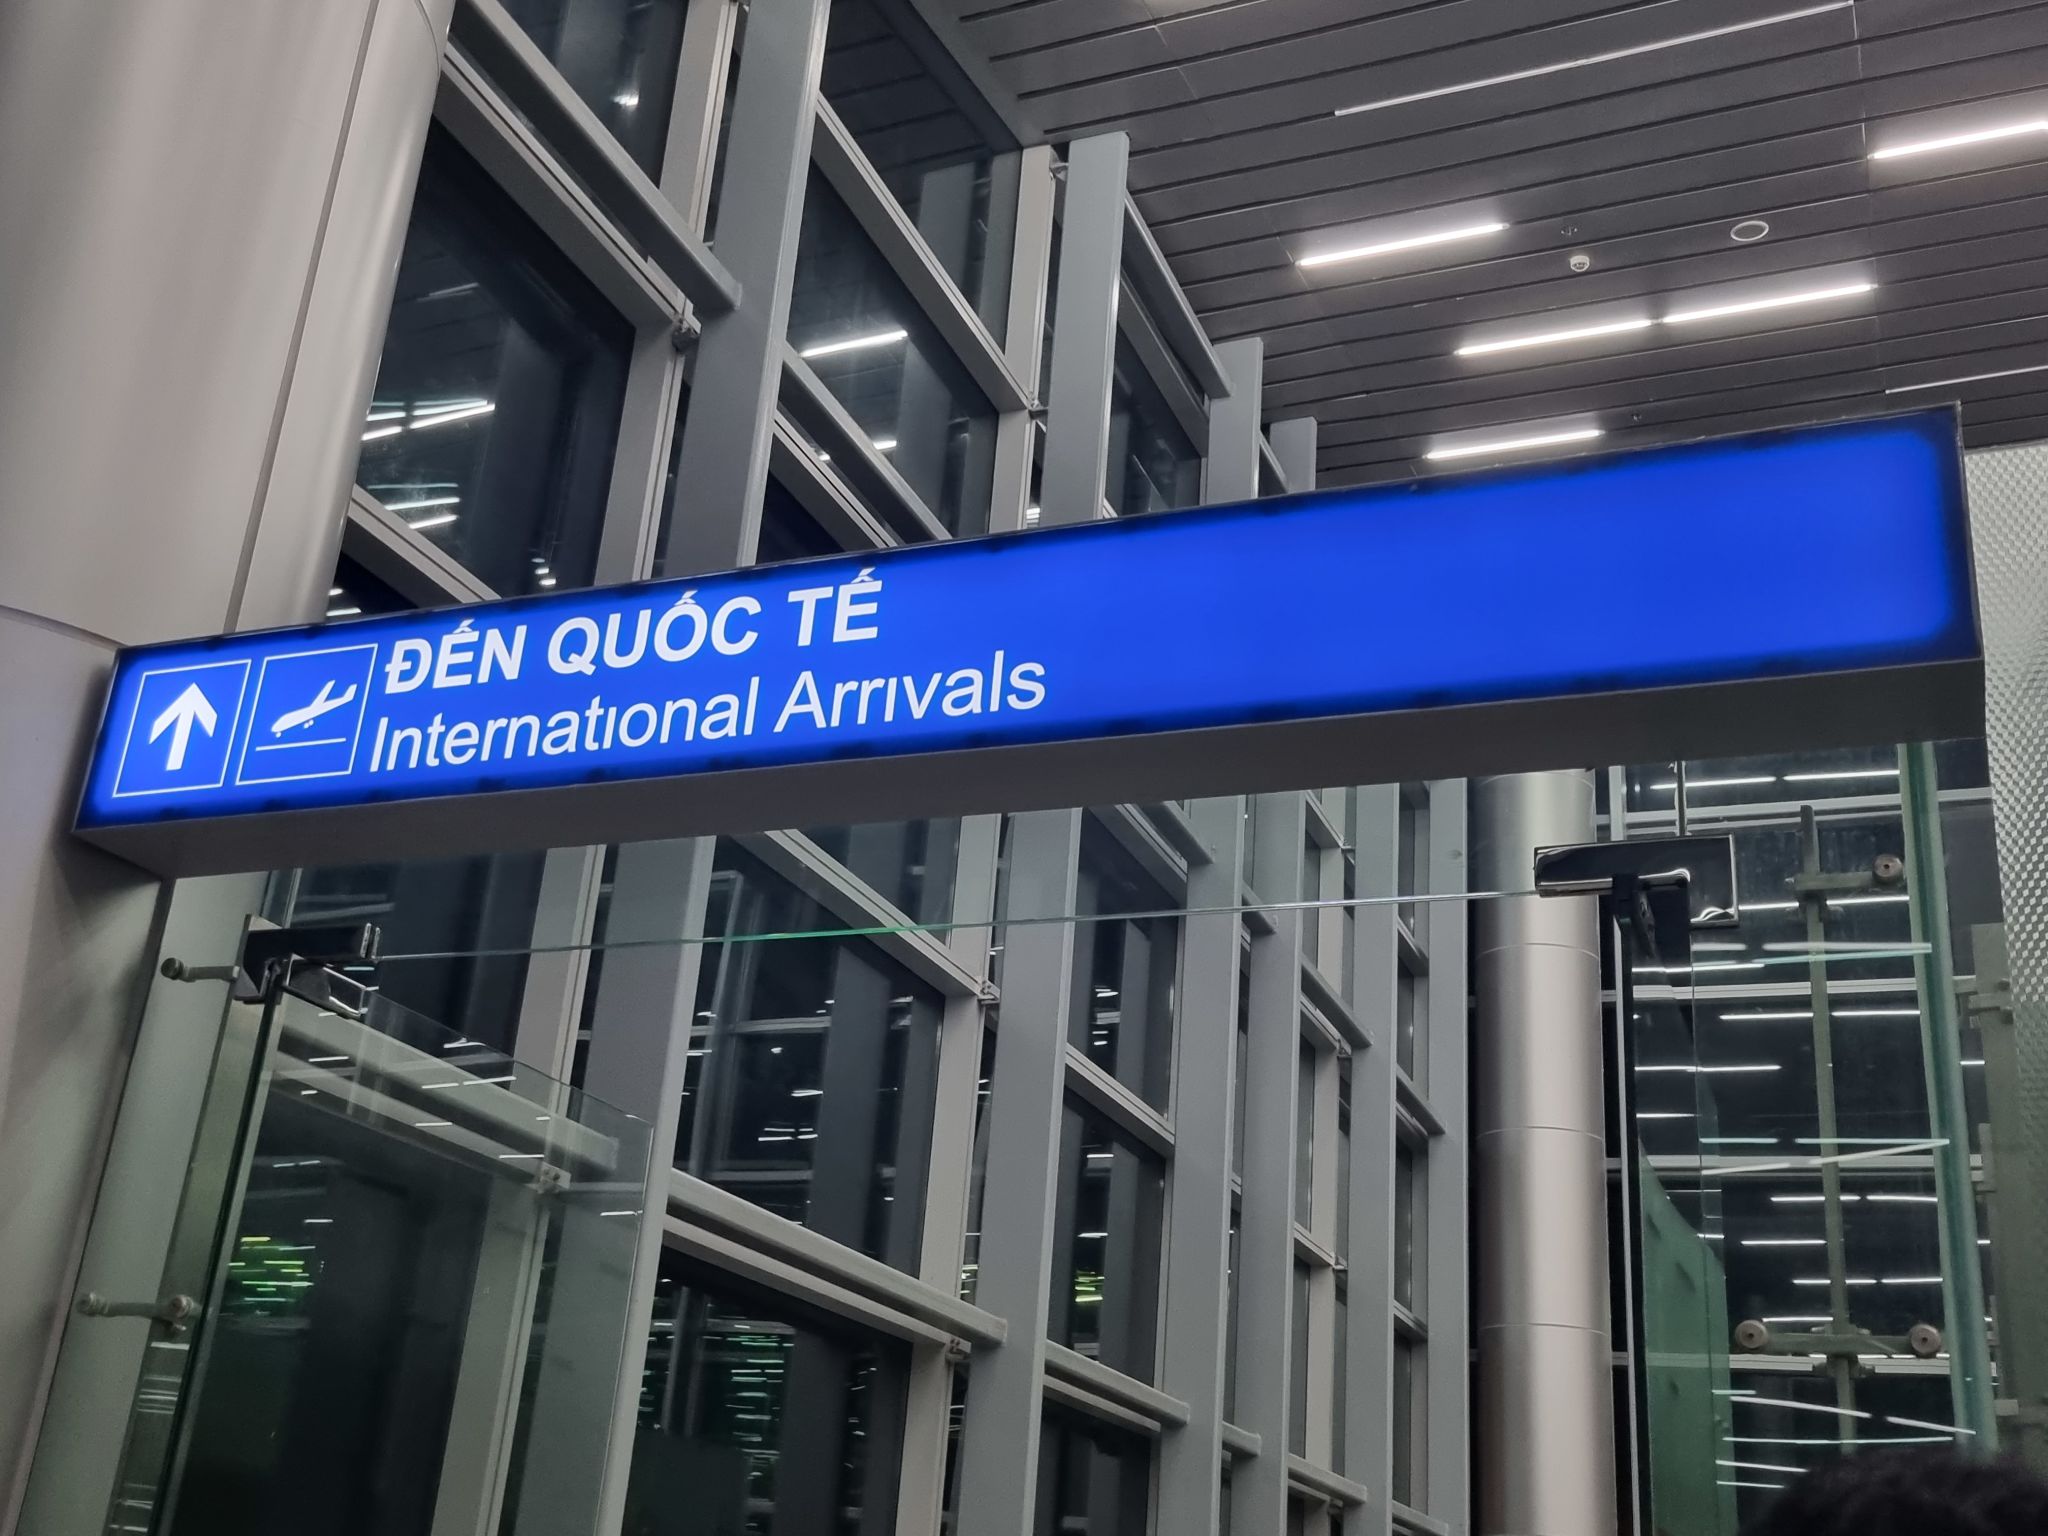 ĐẾN QUỐC TẾ
International Arrivals